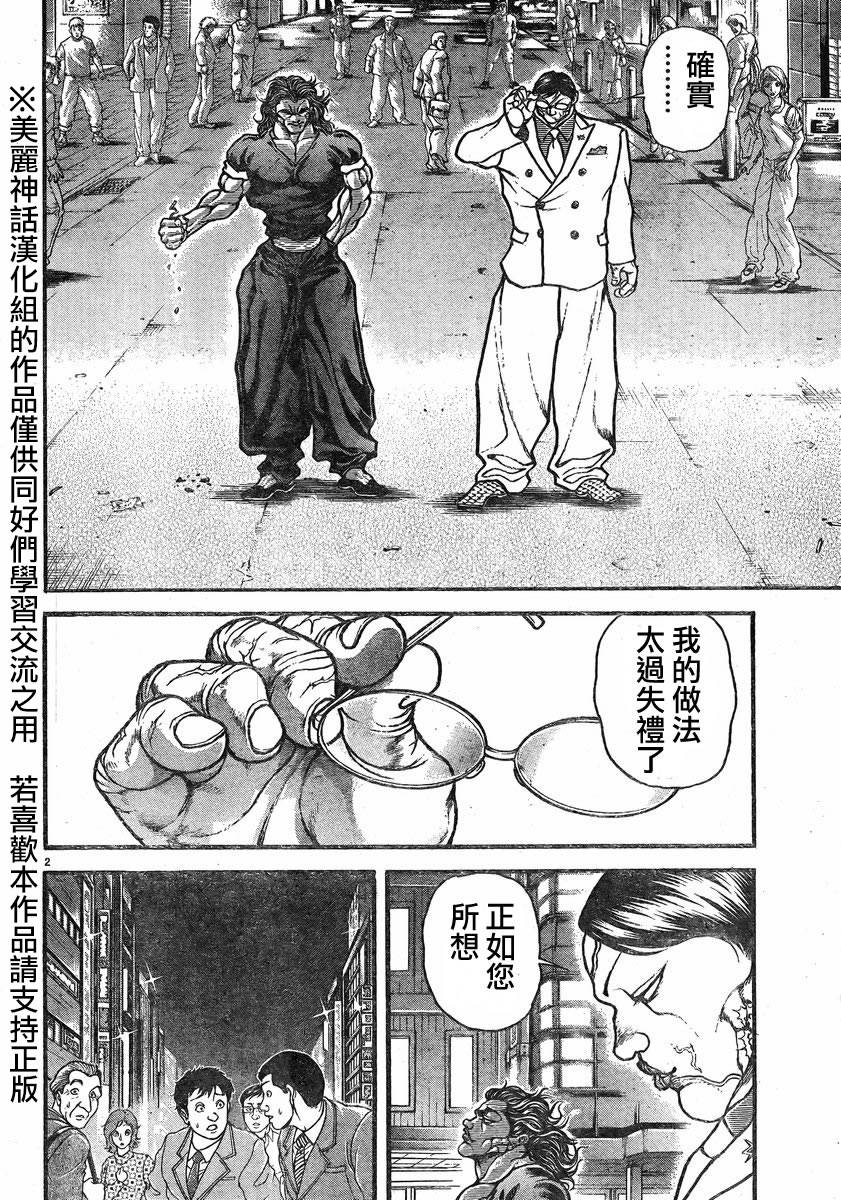 確實
………
我的做法
太過失禮了
正如您
所想
2
※美麗神話漢化組的作品僅供同好們學習交流之用 若喜歡本作品請支持正版